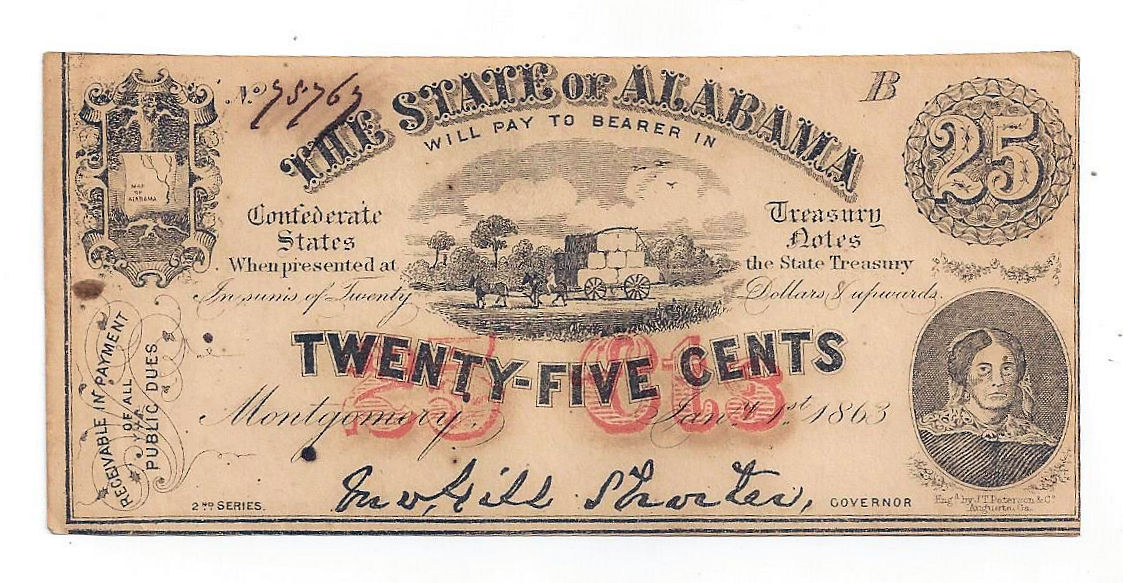 No 75763
THE STATE OF ALABAMA
B
25
WILL PAY TO BEARER IN
MAP
OF
ALABAMA
Confederate
States
When presented at
In sums of Twenty
Treasury
Notes
the State Treasury
Dollars & upwards.
TWENTY-FIVE CENTS
25 Cts
Montgomery, Jany. 1st 1863
RECEIVABLE IN PAYMENT
OF ALL
PUBLIC DUES
2ND SERIES.
Jno Gill Shorter, GOVERNOR
Engd. by J.T. Paterson & Co
Augusta, Ga.